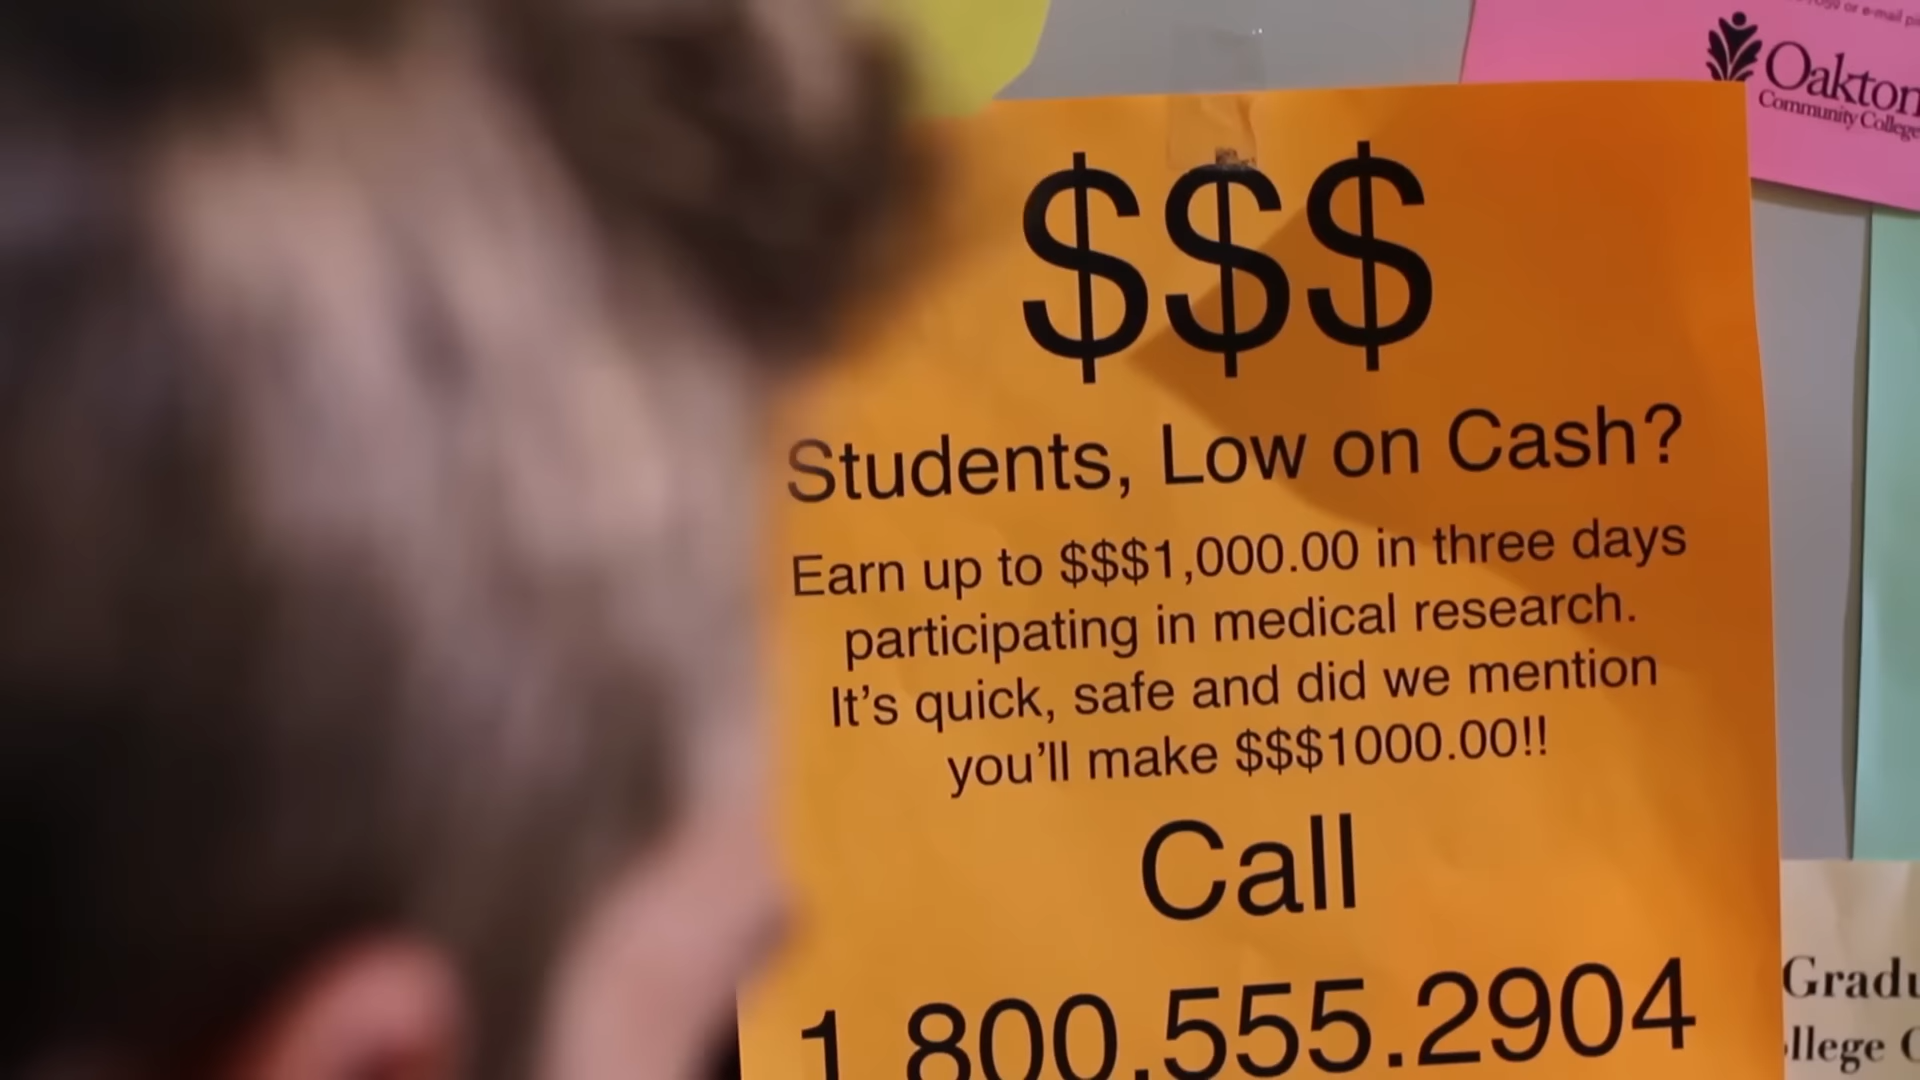 or e-mail
Oakton
Community College
$$$
Students, Low on Cash?
Earn up to $$$1,000.00 in three days
participating in medical research.
It's quick, safe and did we mention
you'll make $$$1000.00!!
Call
1.800.555.2904
Gradu
llege